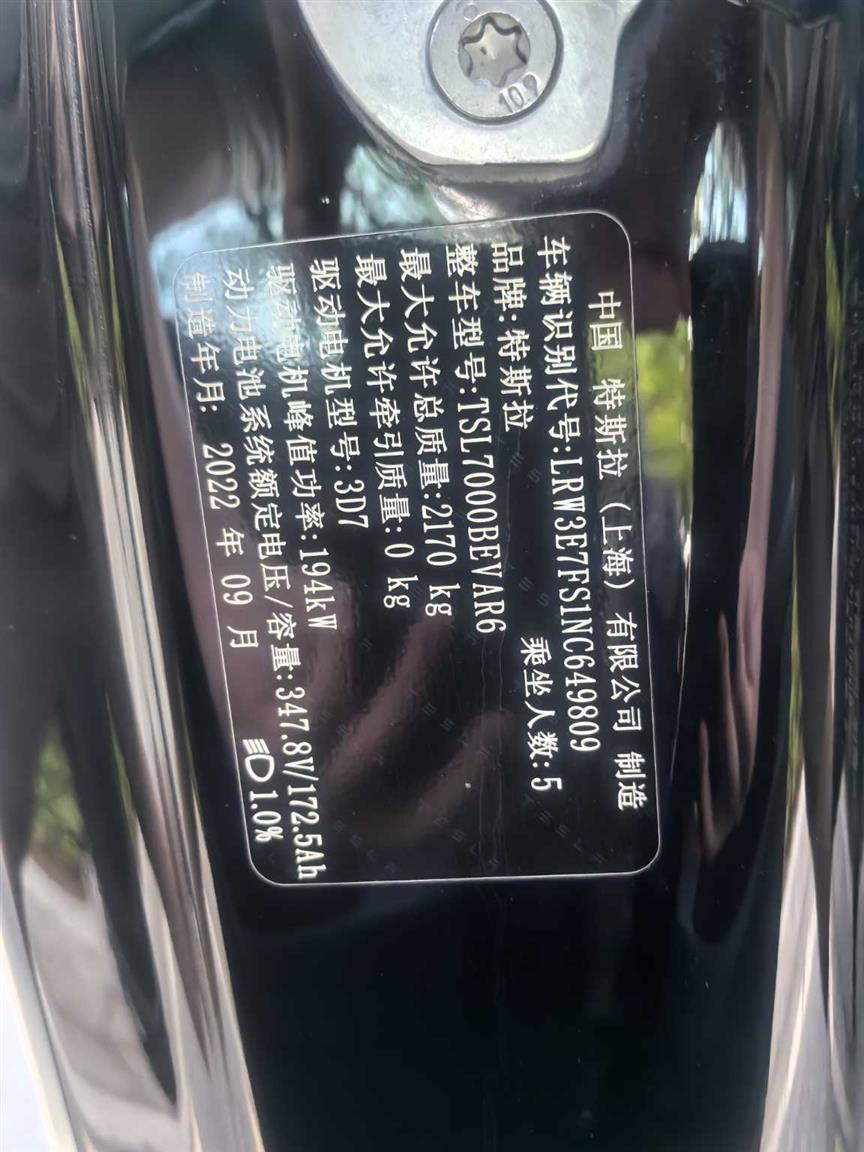 10.9
中国 特斯拉（上海）有限公司 制造
车辆识别代号:LRW3E7FS1NC649809
品牌:特斯拉 乘坐人数:5
整车型号:TSL7000BEVAR6
最大允许总质量:2170 kg
最大允许牵引质量:0 kg
驱动电机型号:3D7
驱动电机峰值功率:194kW
动力电池系统额定电压/容量:347.8V/172.5Ah
制造年月: 2022 年 09 月 1.0%
TESLA